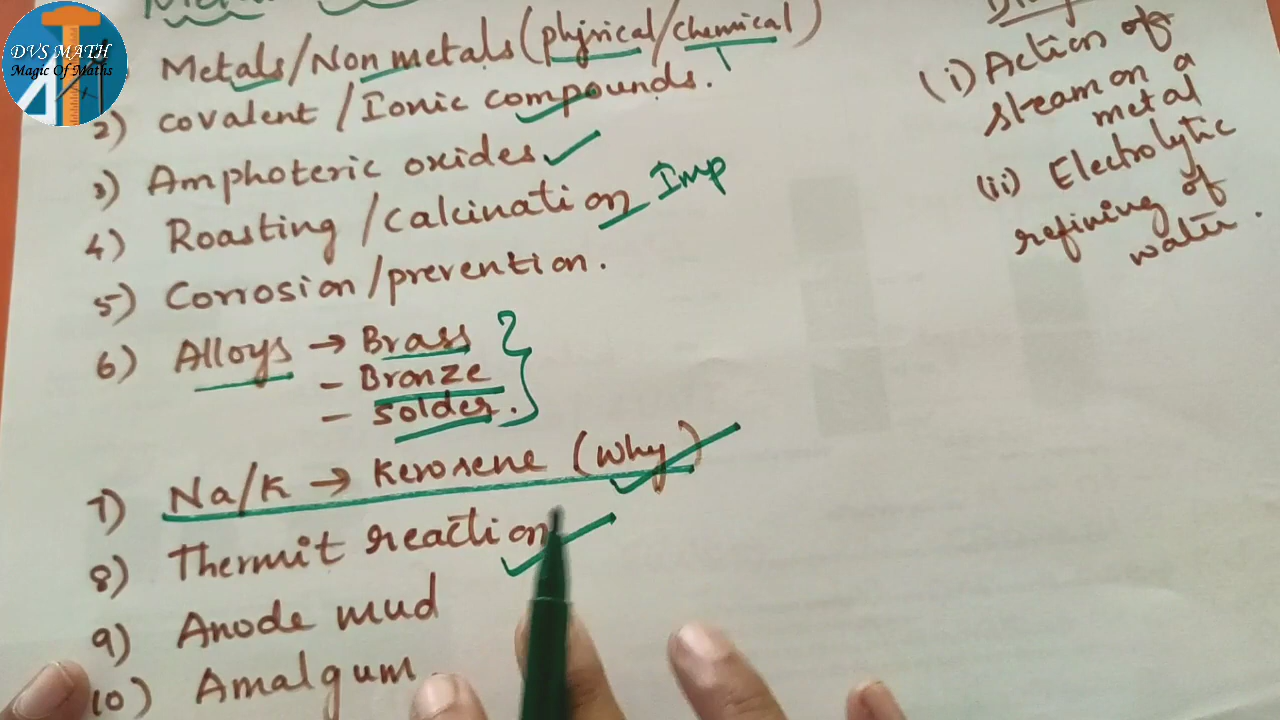 DVS MATH
Magic Of Maths
Metals/Non metals (physical/chemical)
2) covalent/Ionic compounds.
3) Amphoteric oxides
4) Roasting/calcination Imp
5) Corrosion/prevention.
6) Alloys → Brass
- Bronze
- solder.
7) Na/K → Kerosene (Why)
8) Thermit reaction
9) Anode mud
10) Amalgum
(i) Action of
steam on a
metal
(ii) Electrolytic
refining of
water.